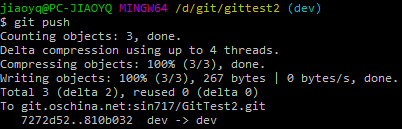 jiaoyq@PC-JIAOYQ MINGW64 /d/git/gittest2 (dev)
$ git push
Counting objects: 3, done.
Delta compression using up to 4 threads.
Compressing objects: 100% (3/3), done.
Writing objects: 100% (3/3), 267 bytes | 0 bytes/s, done.
Total 3 (delta 2), reused 0 (delta 0)
To git.oschina.net:sin717/GitTest2.git
   7272d52..810b032  dev -> dev